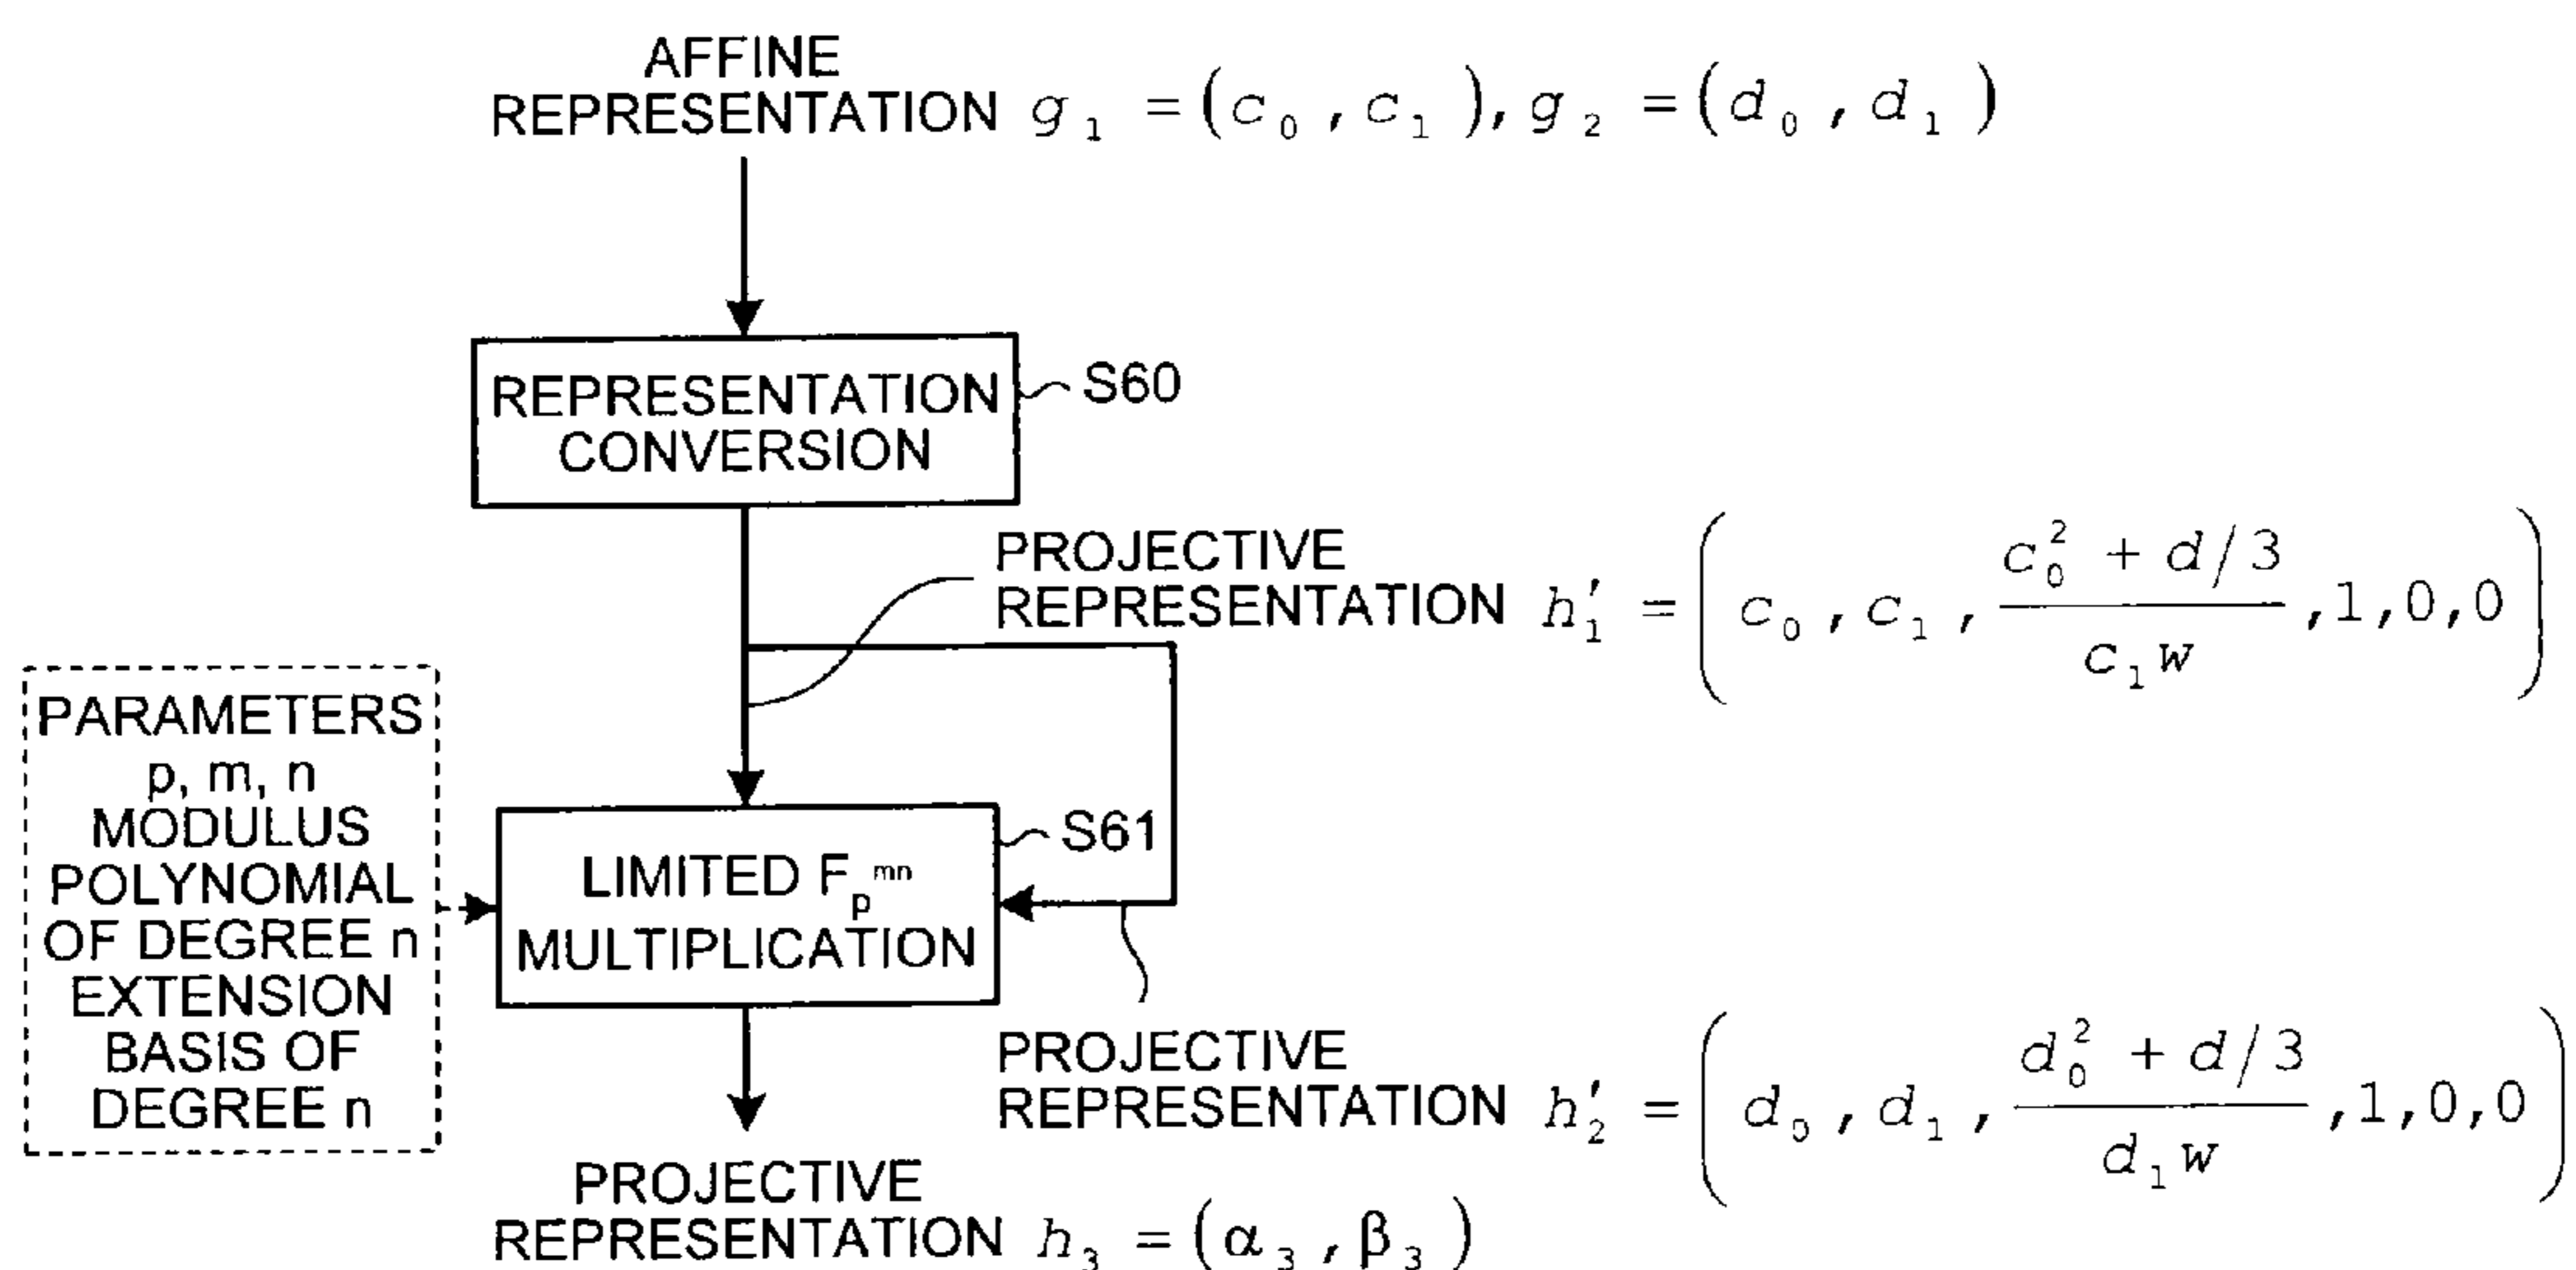 AFFINE
REPRESENTATION g₁ = (c₀, c₁), g₂ = (d₀, d₁)
REPRESENTATION
CONVERSION
S60
PROJECTIVE
REPRESENTATION h′₁ = (c₀, c₁, (c₀² + d/3)/(c₁w), 1, 0, 0)
PARAMETERS
p, m, n
MODULUS
POLYNOMIAL
OF DEGREE n
EXTENSION
BASIS OF
DEGREE n
S61
LIMITED F_p^mn
MULTIPLICATION
PROJECTIVE
REPRESENTATION h′₂ = (d₀, d₁, (d₀² + d/3)/(d₁w), 1, 0, 0)
PROJECTIVE
REPRESENTATION h₃ = (α₃, β₃)